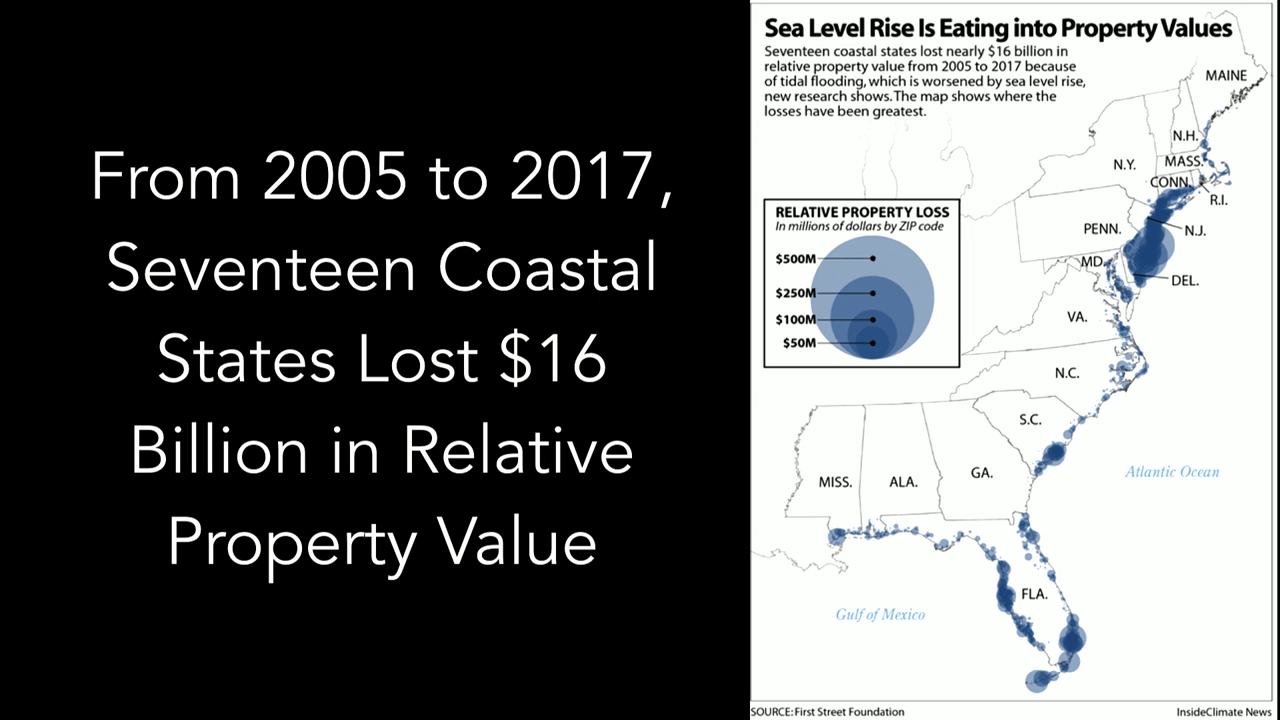 From 2005 to 2017,
Seventeen Coastal
States Lost $16
Billion in Relative
Property Value
Sea Level Rise Is Eating into Property Values
Seventeen coastal states lost nearly $16 billion in
relative property value from 2005 to 2017 because
of tidal flooding, which is worsened by sea level rise,
new research shows. The map shows where the
losses have been greatest.
MAINE
N.H.
N.Y.
MASS.
CONN.
R.I.
RELATIVE PROPERTY LOSS
In millions of dollars by ZIP code
$500M
$250M
$100M
$50M
PENN.
N.J.
MD.
DEL.
VA.
N.C.
S.C.
Atlantic Ocean
MISS.
ALA.
GA.
FLA.
Gulf of Mexico
SOURCE: First Street Foundation
InsideClimate News